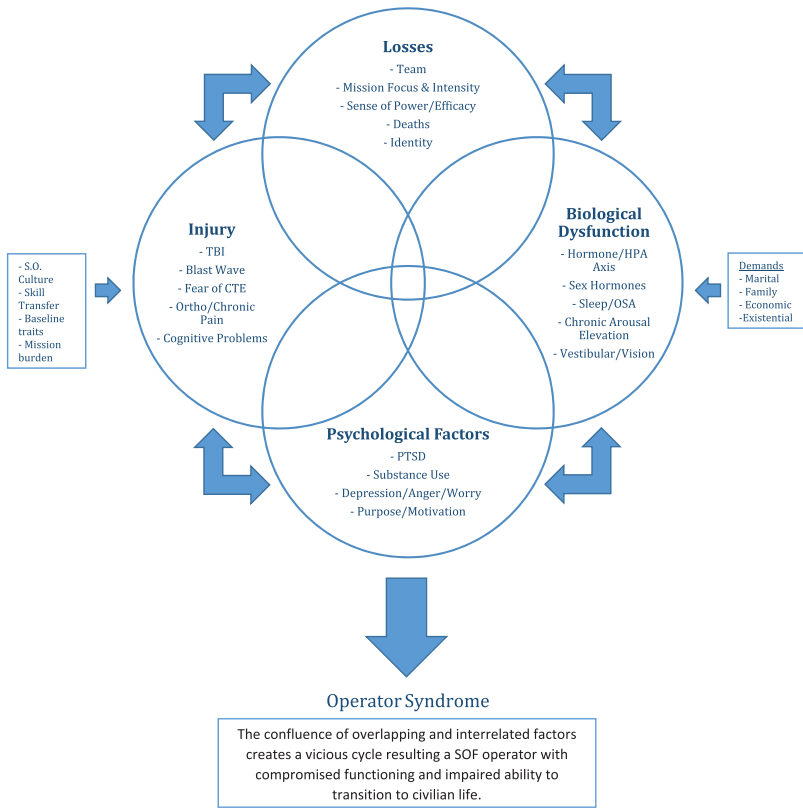 Losses
- Team
- Mission Focus & Intensity
- Sense of Power/Efficacy
- Deaths
- Identity
Injury
- TBI
- Blast Wave
- Fear of CTE
- Ortho/Chronic
Pain
- Cognitive Problems
Biological
Dysfunction
- Hormone/HPA
Axis
- Sex Hormones
- Sleep/OSA
- Chronic Arousal
Elevation
- Vestibular/Vision
- S.O.
Culture
- Skill
Transfer
- Baseline
traits
- Mission
burden
Demands
- Marital
- Family
- Economic
-Existential
Psychological Factors
- PTSD
- Substance Use
- Depression/Anger/Worry
- Purpose/Motivation
Operator Syndrome
The confluence of overlapping and interrelated factors
creates a vicious cycle resulting a SOF operator with
compromised functioning and impaired ability to
transition to civilian life.